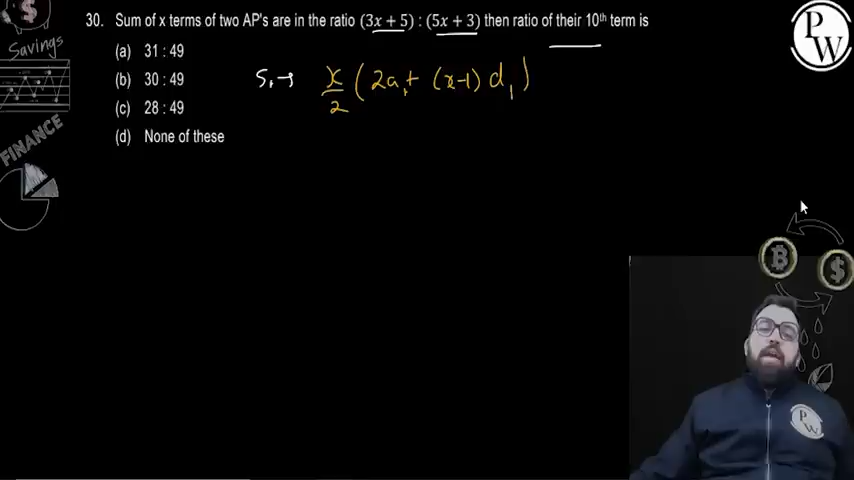 30. Sum of x terms of two AP's are in the ratio (3x + 5) : (5x + 3) then ratio of their 10th term is
(a) 31 : 49
(b) 30 : 49
(c) 28 : 49
(d) None of these
S₁→ x/2 (2a₁+ (x-1) d₁)
Savings
FINANCE
$
B
$
P
W
P
W